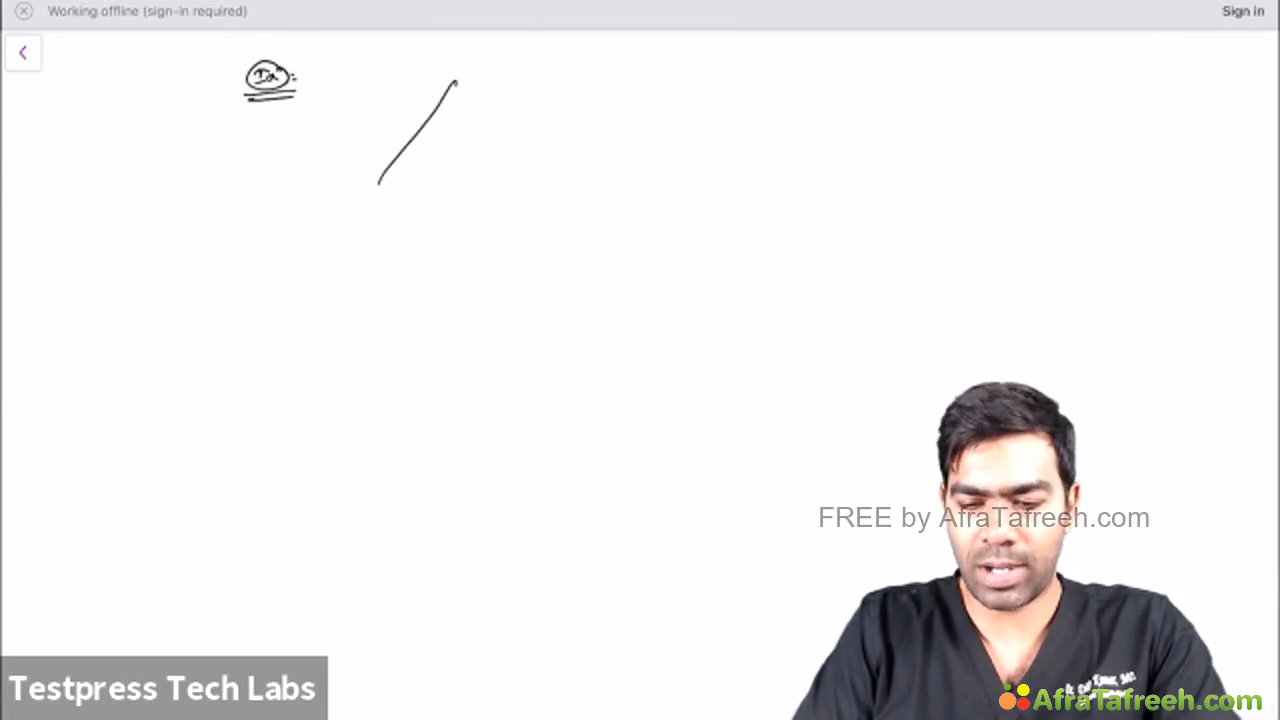 Working offline (sign-in required)
Sign in
FREE by AfraTafreeh.com
Testpress Tech Labs
AfraTafreeh.com